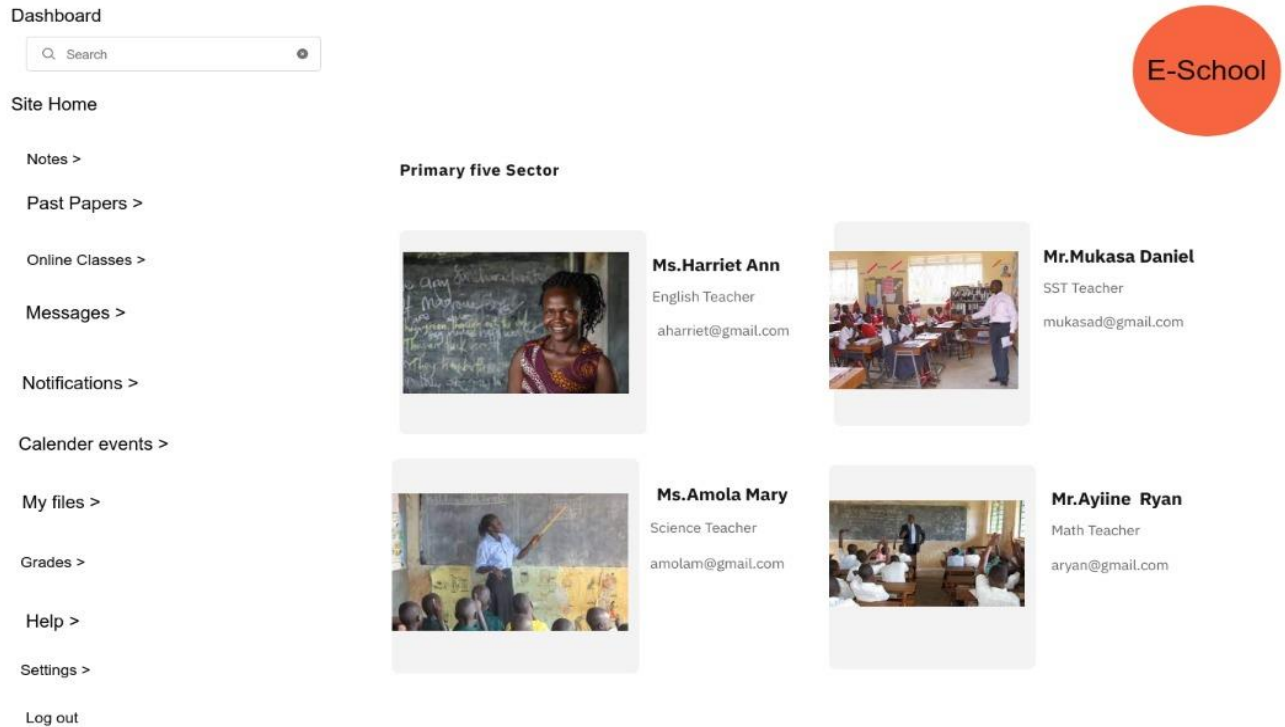 Dashboard
Search
Site Home
Notes >
Past Papers >
Online Classes >
Messages >
Notifications >
Calender events >
My files >
Grades >
Help >
Settings >
Log out
E-School
Primary five Sector
Ms.Harriet Ann
English Teacher
aharriet@gmail.com
Mr.Mukasa Daniel
SST Teacher
mukasad@gmail.com
Ms.Amola Mary
Science Teacher
amolam@gmail.com
Mr.Ayiine Ryan
Math Teacher
aryan@gmail.com